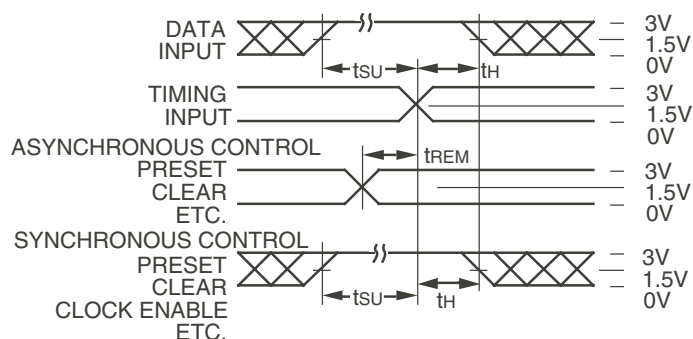 DATA
INPUT
3V
1.5V
0V
tSU
tH
TIMING
INPUT
3V
1.5V
0V
ASYNCHRONOUS CONTROL
PRESET
CLEAR
ETC.
tREM
3V
1.5V
0V
SYNCHRONOUS CONTROL
PRESET
CLEAR
CLOCK ENABLE
ETC.
tSU
tH
3V
1.5V
0V